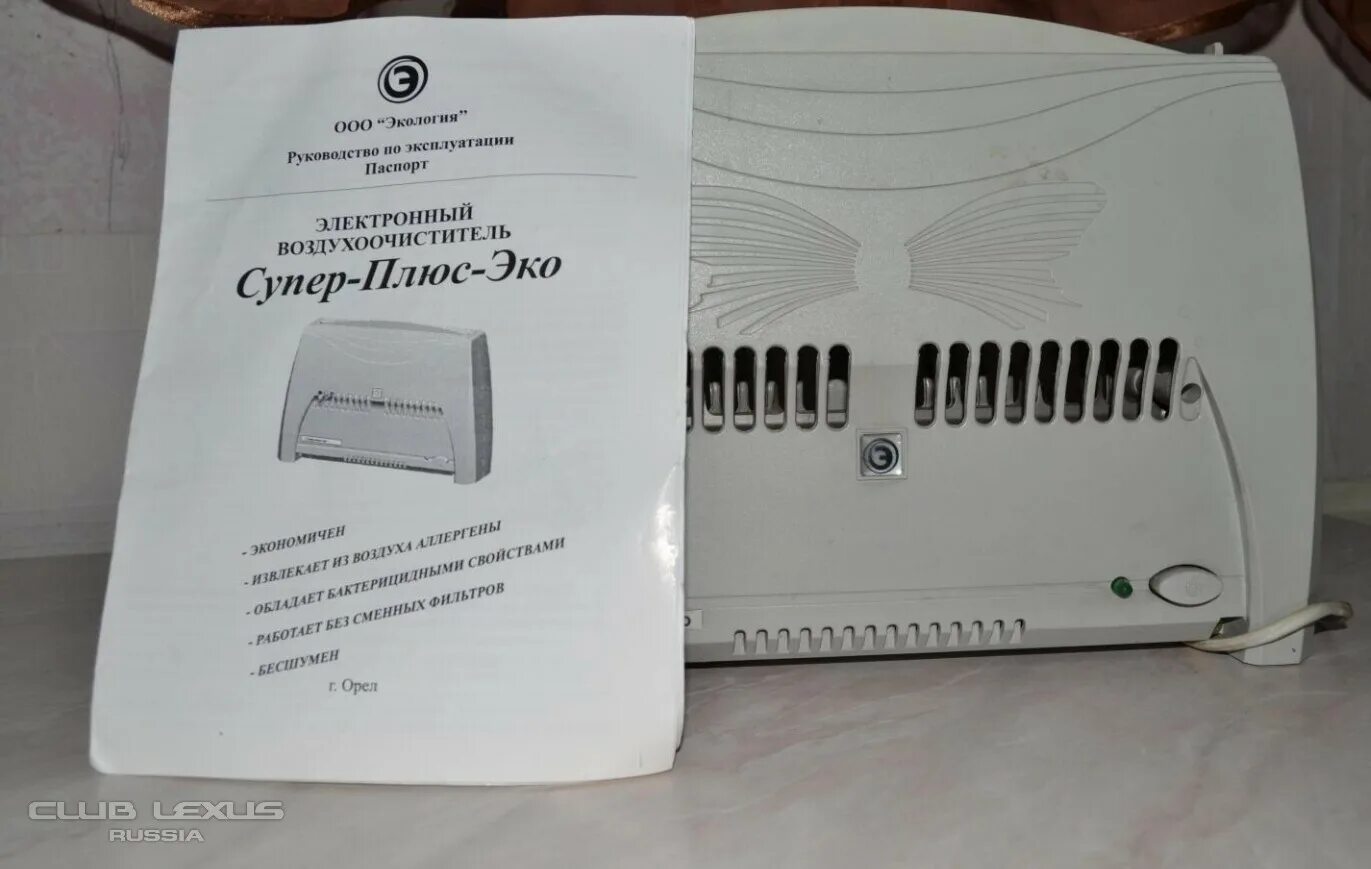 Э
ООО “Экология”
Руководство по эксплуатации
Паспорт
ЭЛЕКТРОННЫЙ
ВОЗДУХООЧИСТИТЕЛЬ
Супер-Плюс-Эко
- ЭКОНОМИЧЕН
- ИЗВЛЕКАЕТ ИЗ ВОЗДУХА АЛЛЕРГЕНЫ
- ОБЛАДАЕТ БАКТЕРИЦИДНЫМИ СВОЙСТВАМИ
- РАБОТАЕТ БЕЗ СМЕННЫХ ФИЛЬТРОВ
- БЕСШУМЕН
г. Орел
Э
CLUB LEXUS
RUSSIA